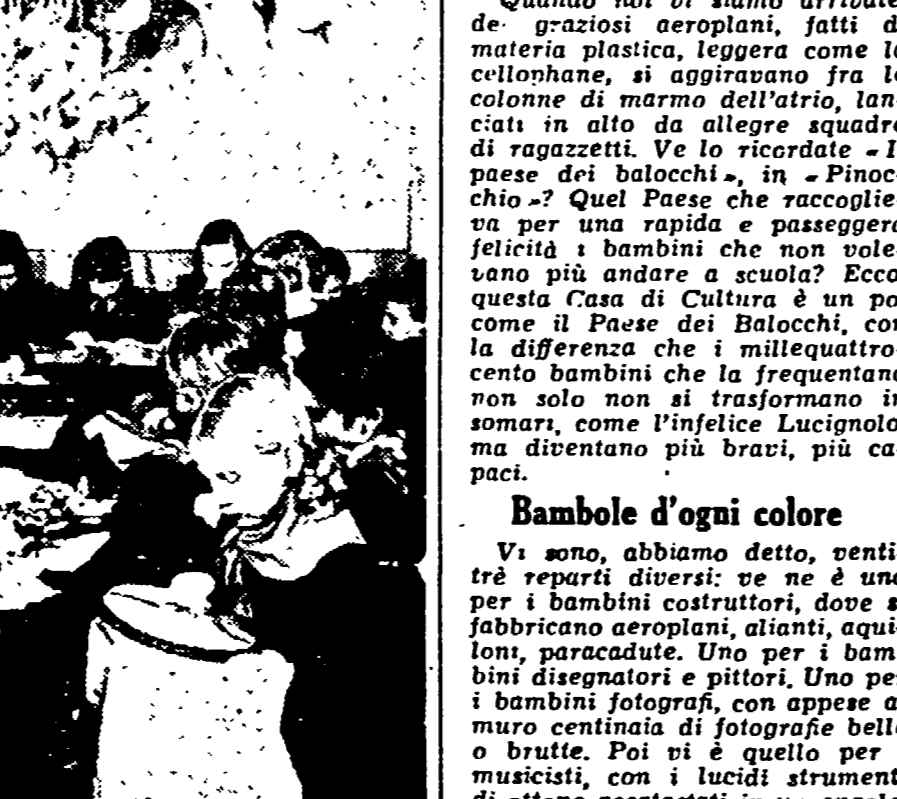 Quando noi vi siamo
de graziosi aeroplani, fatti d
materia plastica, leggera come l
cellophane, si aggiravano fra l
colonne di marmo dell'atrio, lan-
ciati in alto da allegre squadr
di ragazzetti. Ve lo ricordate « I
paese dei balocchi », in « Pinoc-
chio »? Quel Paese che raccoglie-
va per una rapida e passeggera
felicità i bambini che non vole-
vano più andare a scuola? Ecco
questa Casa di Cultura è un po
come il Paese dei Balocchi, con
la differenza che i millequattro-
cento bambini che la frequentano
non solo non si trasformano in
somari, come l'infelice Lucignolo
ma diventano più bravi, più ca-
paci.
Bambole d'ogni colore
Vi sono, abbiamo detto, venti-
trè reparti diversi: ve ne è uno
per i bambini costruttori, dove s
fabbricano aeroplani, alianti, aqui-
loni, paracadute. Uno per i bam-
bini disegnatori e pittori. Uno per
i bambini fotografi, con appese a
muro centinaia di fotografie belle
o brutte. Poi vi è quello per
musicisti, con i lucidi strument
di ottone